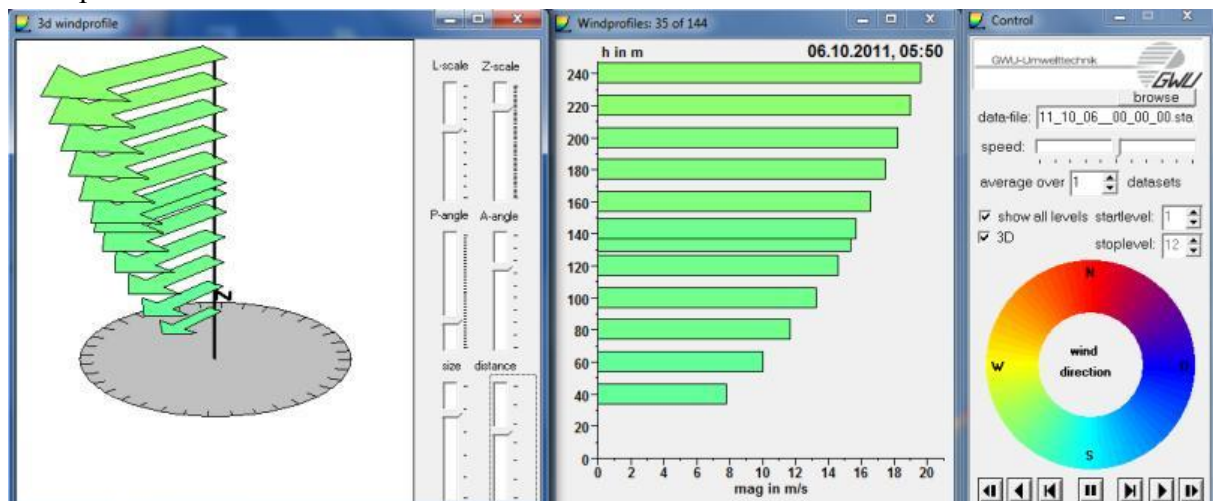 3d windprofile
L-scale Z-scale
P-angle A-angle
size distance
N
Windprofiles: 35 of 144
h in m 06.10.2011, 05:50
240
220
200
180
160
140
120
100
80
60
40
20
0
0 2 4 6 8 10 12 14 16 18 20
mag in m/s
Control
GWU-Umwelttechnik
GWU
browse
data-file: 11_10_06__00_00_00.sta
speed:
average over 1 datasets
show all levels startlevel: 1
3D stoplevel: 12
N
W wind O
direction
S